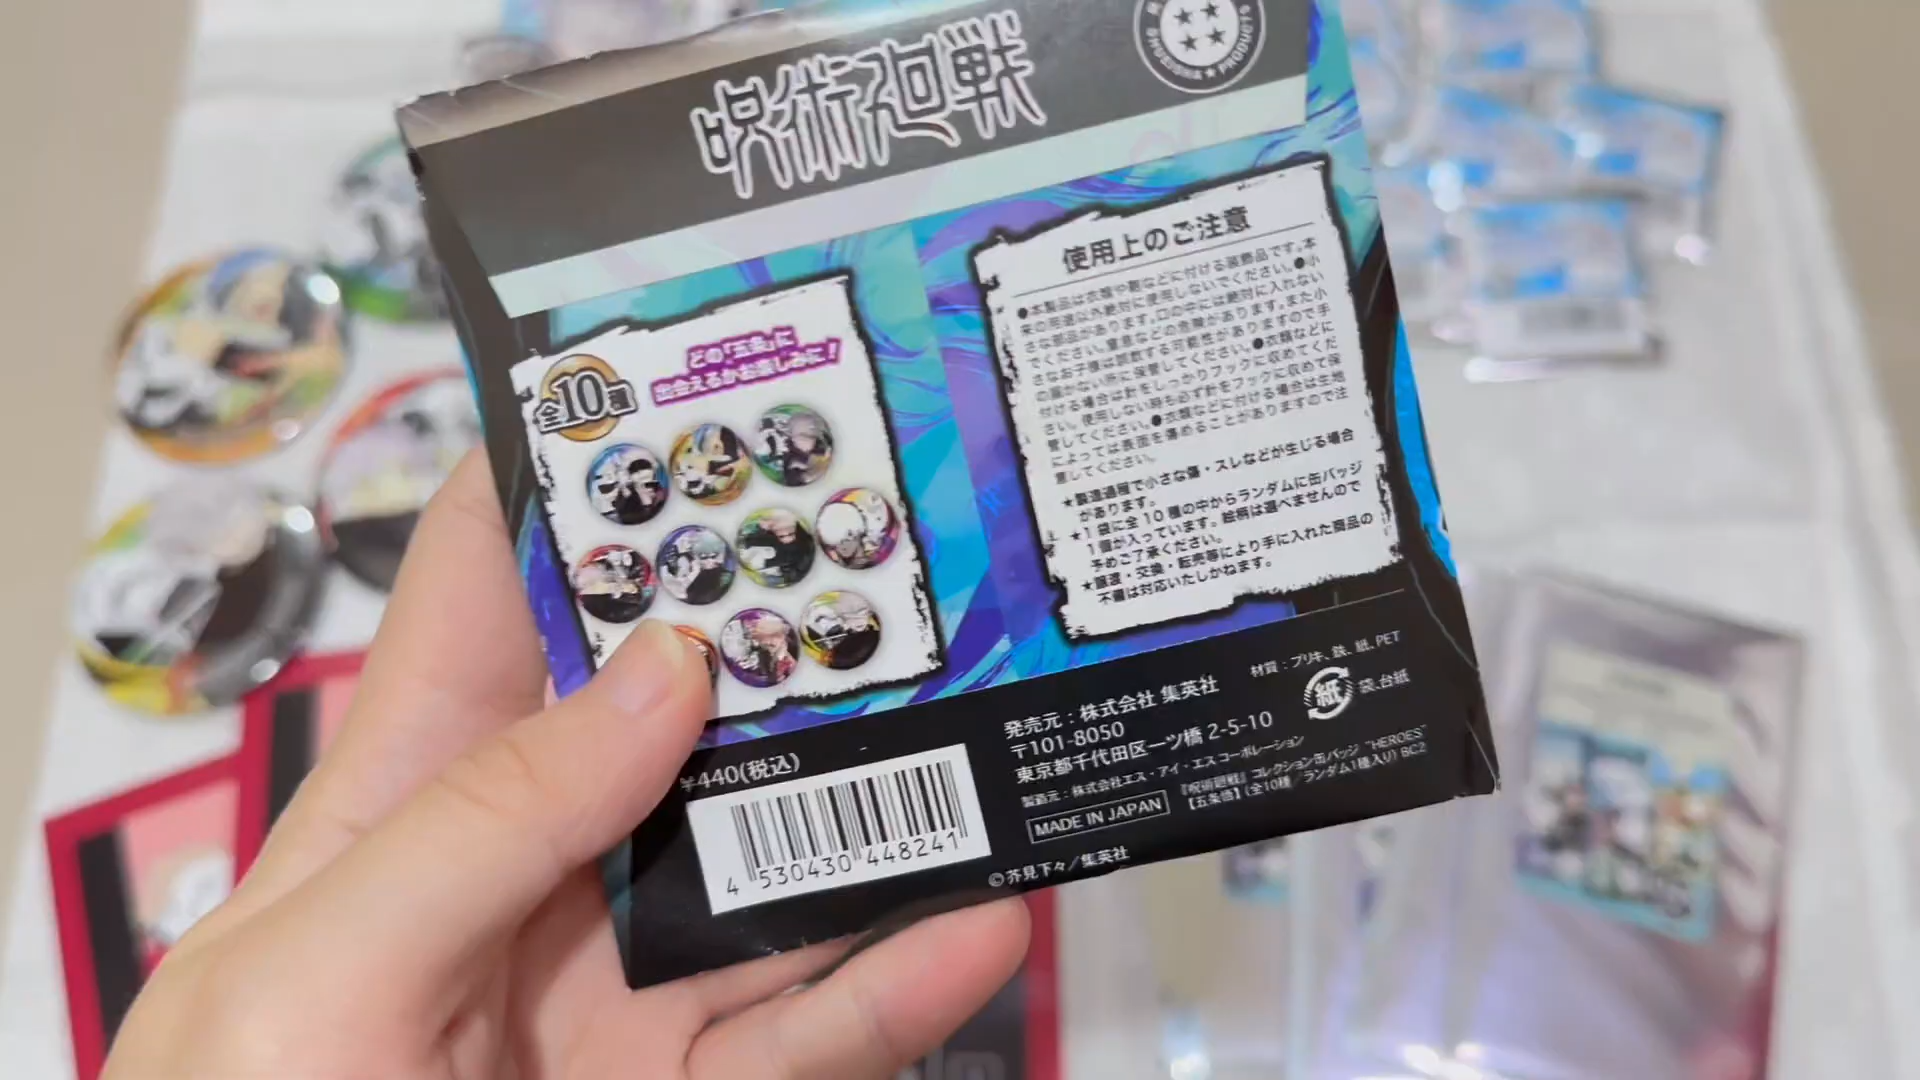 呪術廻戦
SHUEISHA ★ PRODUCTS
全10種
どの「五条」に
出会えるかお楽しみに！
使用上のご注意
●本製品は衣類や鞄などに付ける装飾品です。本
来の用途以外絶対に使用しないでください。●小
さな部品があります。口の中には絶対に入れない
でください。窒息などの危険があります。また小
さなお子様は誤飲する可能性がありますので手
の届かない所に保管してください。●衣類などに
付ける場合は針をしっかりフックに収めてくだ
さい。使用しない時も必ず針をフックに収めて保
管してください。●衣類などに付ける場合は生地
によっては表面を傷めることがありますので注
意してください。
★製造過程で小さな傷・スレなどが生じる場合
があります。
★1袋に全10種の中からランダムに缶バッジ
1個が入っています。絵柄は選べませんので
予めご了承ください。
★譲渡・交換・転売等により手に入れた商品の
不備は対応いたしかねます。
材質：ブリキ、鉄、紙、PET
紙 袋、台紙
発売元：株式会社 集英社
〒101-8050
東京都千代田区一ツ橋 2-5-10
製造元：株式会社エス・アイ・エス コーポレーション
MADE IN JAPAN
『呪術廻戦』コレクション缶バッジ "HEROES"
【五条悟】(全10種／ランダム1種入り) BC2
©芥見下々／集英社
¥440(税込)
4 530430 448241